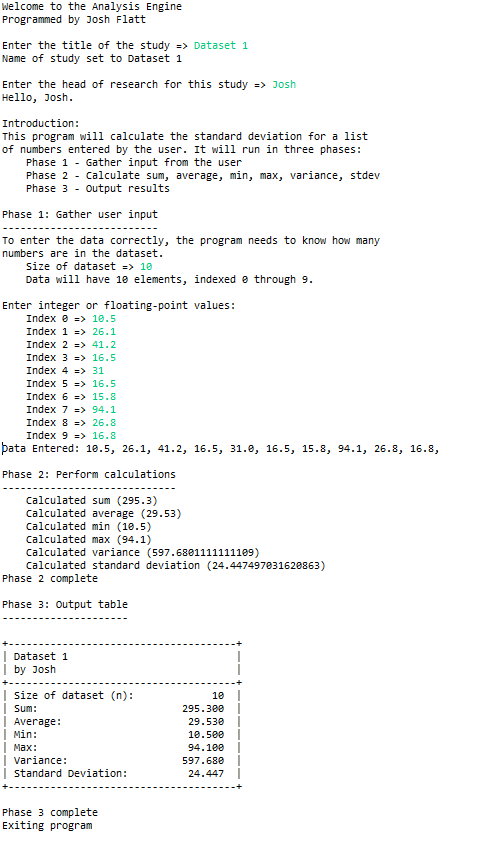 Welcome to the Analysis Engine
Programmed by Josh Flatt
Enter the title of the study => Dataset 1
Name of study set to Dataset 1
Enter the head of research for this study => Josh
Hello, Josh.
Introduction:
This program will calculate the standard deviation for a list
of numbers entered by the user. It will run in three phases:
Phase 1 - Gather input from the user
Phase 2 - Calculate sum, average, min, max, variance, stdev
Phase 3 - Output results
Phase 1: Gather user input
--------------------------
To enter the data correctly, the program needs to know how many
numbers are in the dataset.
Size of dataset => 10
Data will have 10 elements, indexed 0 through 9.
Enter integer or floating-point values:
Index 0 => 10.5
Index 1 => 26.1
Index 2 => 41.2
Index 3 => 16.5
Index 4 => 31
Index 5 => 16.5
Index 6 => 15.8
Index 7 => 94.1
Index 8 => 26.8
Index 9 => 16.8
Data Entered: 10.5, 26.1, 41.2, 16.5, 31.0, 16.5, 15.8, 94.1, 26.8, 16.8,
Phase 2: Perform calculations
-----------------------------
Calculated sum (295.3)
Calculated average (29.53)
Calculated min (10.5)
Calculated max (94.1)
Calculated variance (597.6801111111109)
Calculated standard deviation (24.447497031620863)
Phase 2 complete
Phase 3: Output table
---------------------
+--------------------------------------+
| Dataset 1 |
| by Josh |
+--------------------------------------+
| Size of dataset (n): 10 |
| Sum: 295.300 |
| Average: 29.530 |
| Min: 10.500 |
| Max: 94.100 |
| Variance: 597.680 |
| Standard Deviation: 24.447 |
+--------------------------------------+
Phase 3 complete
Exiting program